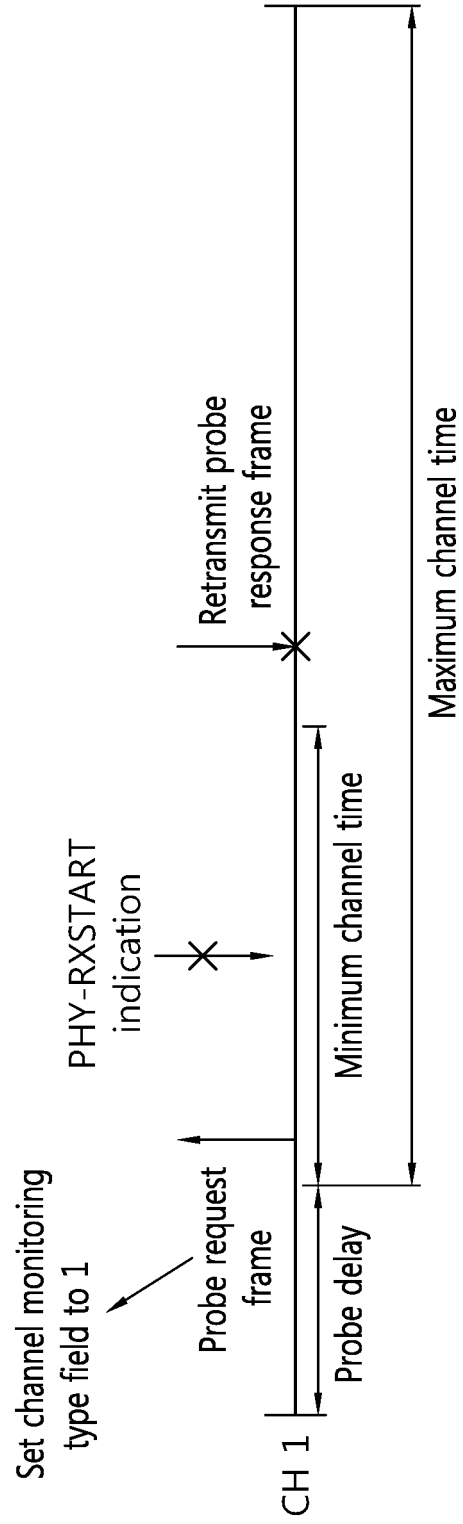 Set channel monitoring
type field to 1
PHY-RXSTART
indication
Probe request
frame
Retransmit probe
response frame
CH 1
Probe delay
Minimum channel time
Maximum channel time